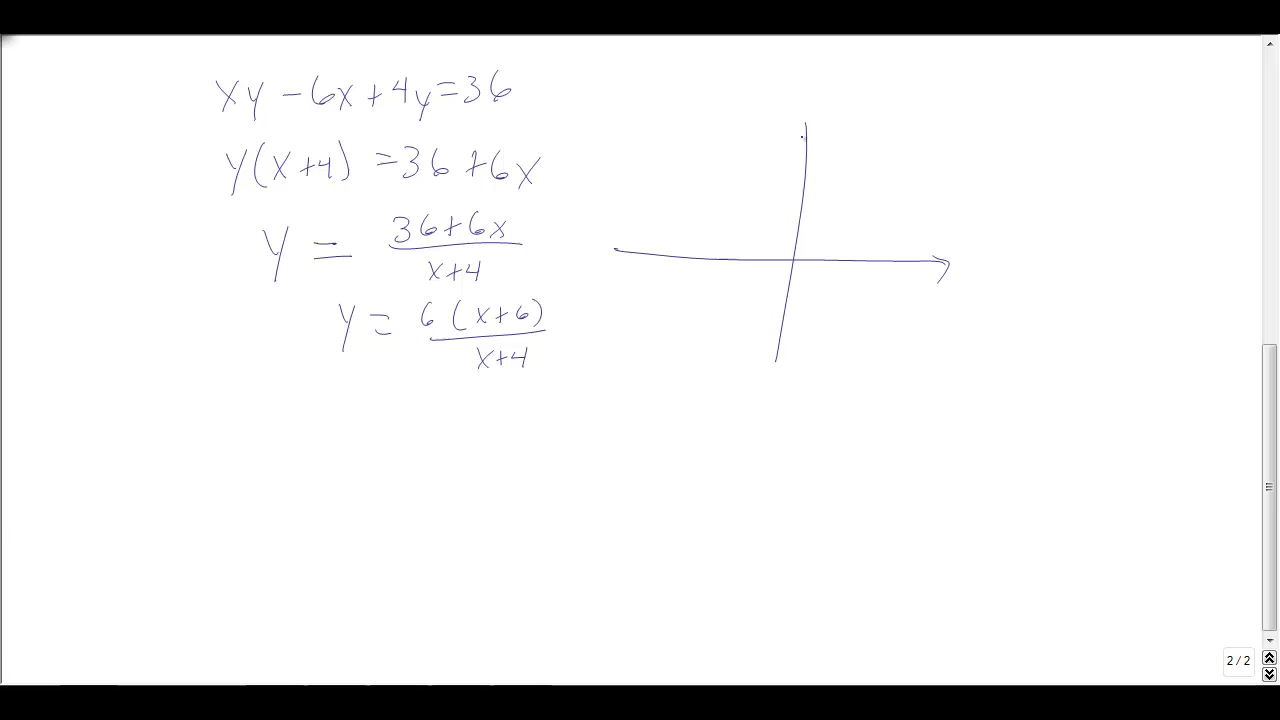 xy - 6x + 4y = 36
y(x+4) = 36 + 6x
y = 36+6x / x+4
y = 6(x+6) / x+4
2 / 2